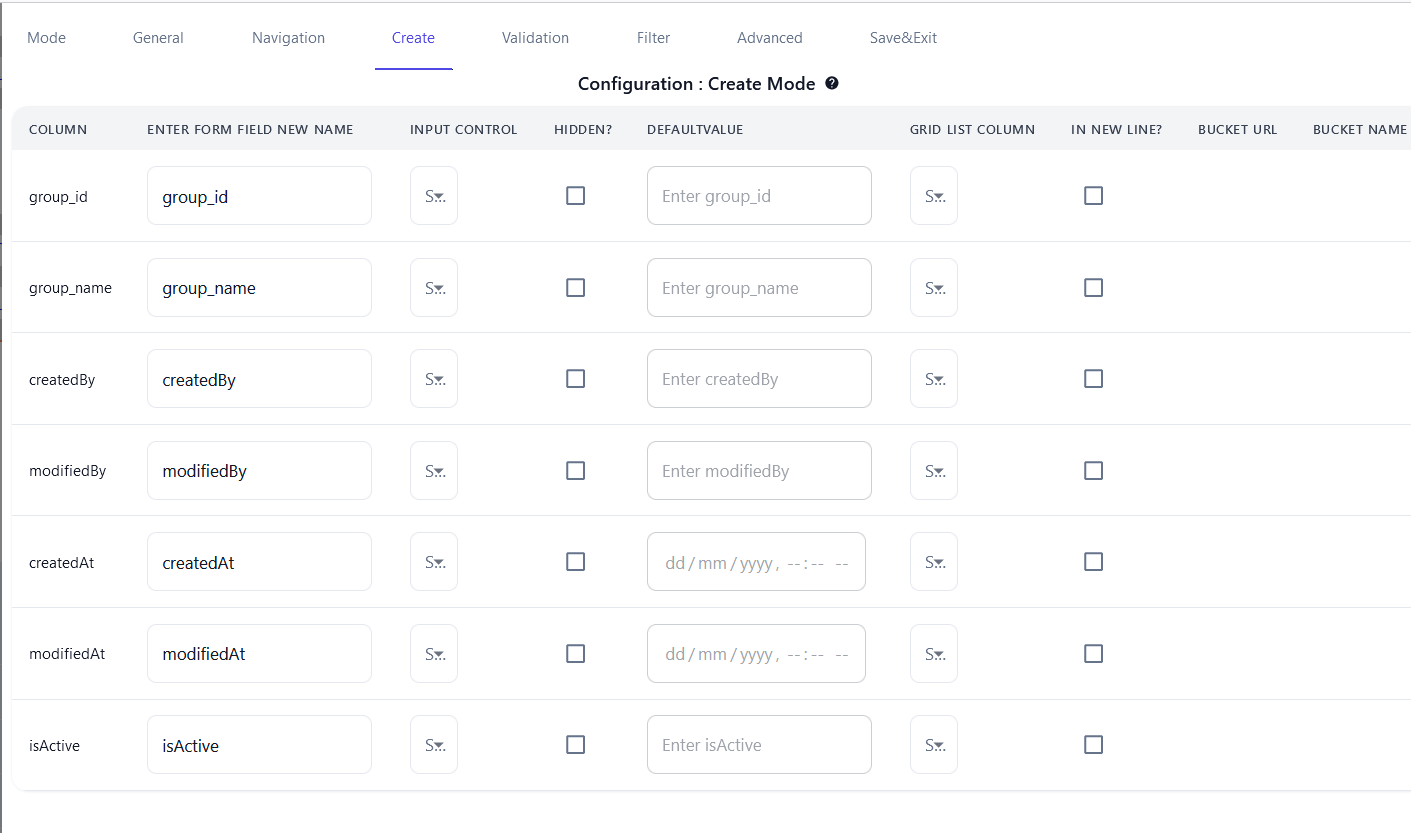 Mode General Navigation Create Validation Filter Advanced Save&Exit
Configuration : Create Mode ?
COLUMN ENTER FORM FIELD NEW NAME INPUT CONTROL HIDDEN? DEFAULTVALUE GRID LIST COLUMN IN NEW LINE? BUCKET URL BUCKET NAME
group_id group_id S... Enter group_id S...
group_name group_name S... Enter group_name S...
createdBy createdBy S... Enter createdBy S...
modifiedBy modifiedBy S... Enter modifiedBy S...
createdAt createdAt S... dd/mm/yyyy, --:-- -- S...
modifiedAt modifiedAt S... dd/mm/yyyy, --:-- -- S...
isActive isActive S... Enter isActive S...